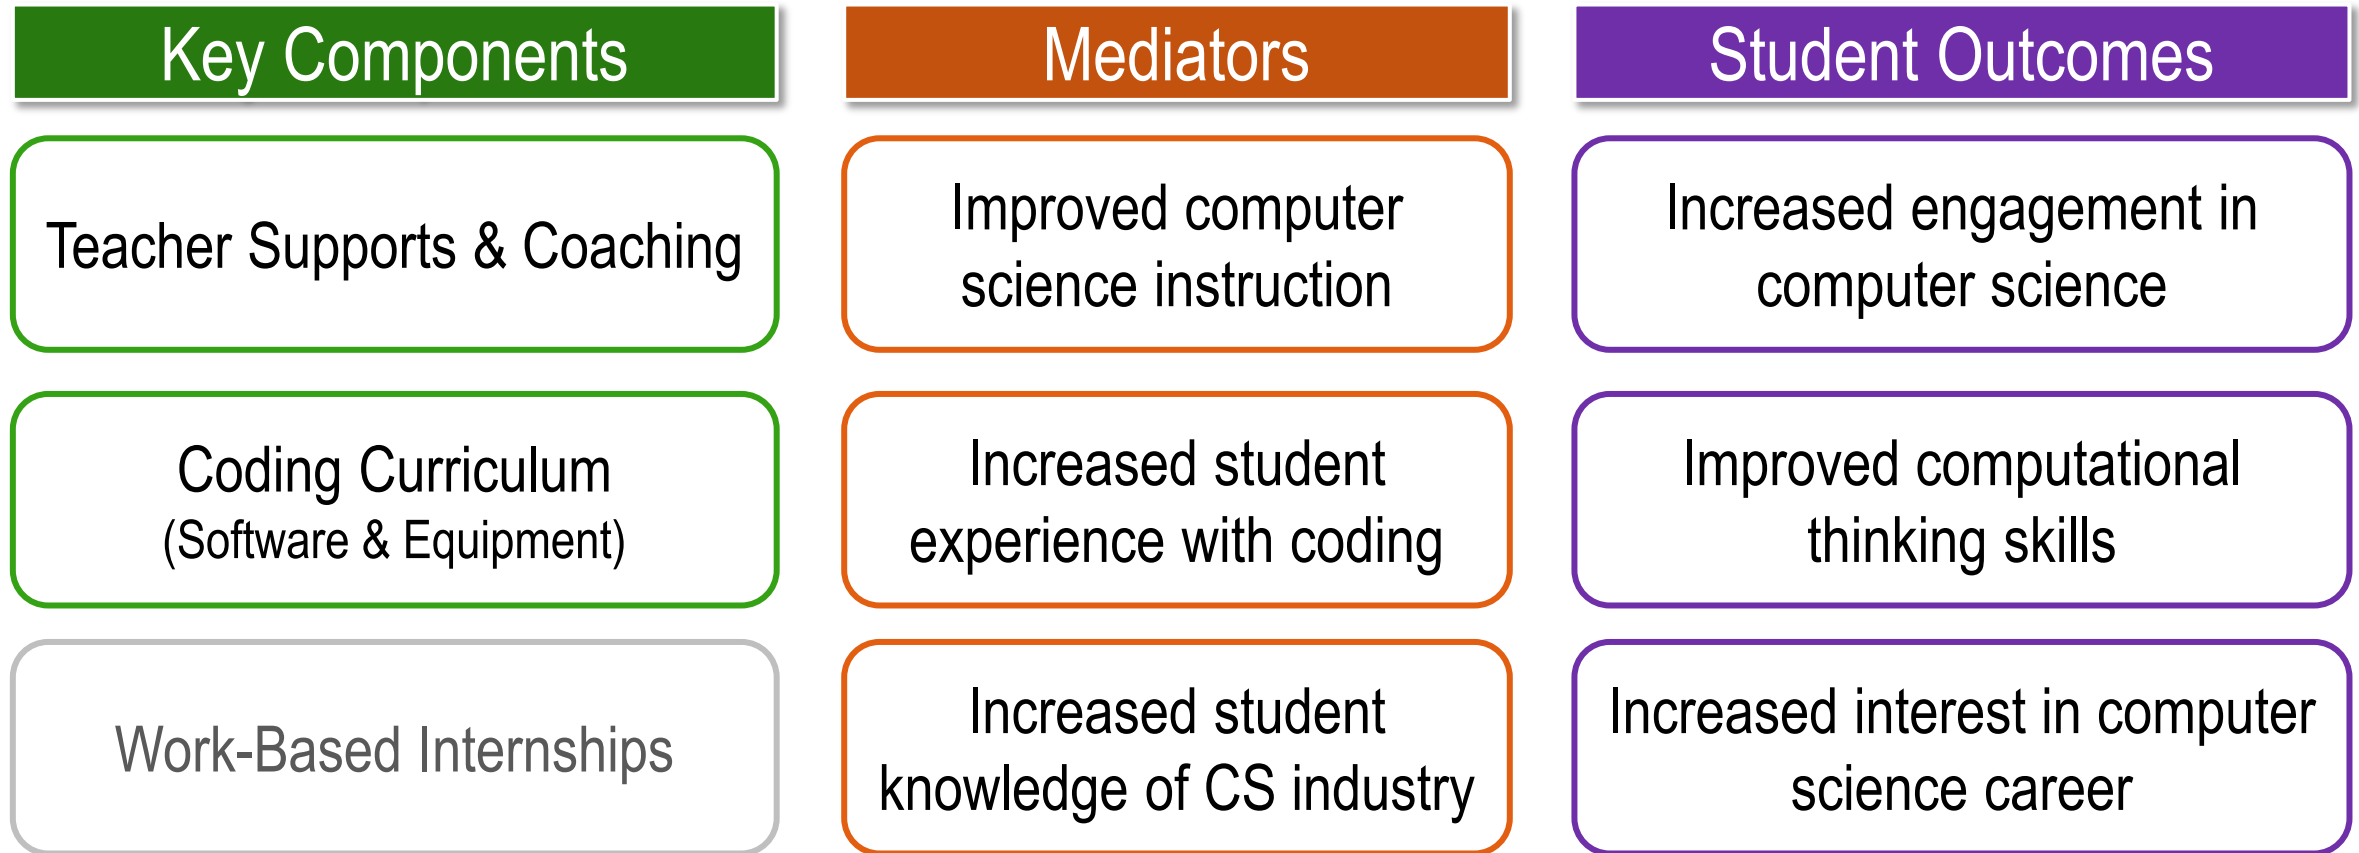 Key Components
Teacher Supports & Coaching
Coding Curriculum
(Software & Equipment)
Work-Based Internships
Mediators
Improved computer
science instruction
Increased student
experience with coding
Increased student
knowledge of CS industry
Student Outcomes
Increased engagement in
computer science
Improved computational
thinking skills
Increased interest in computer
science career